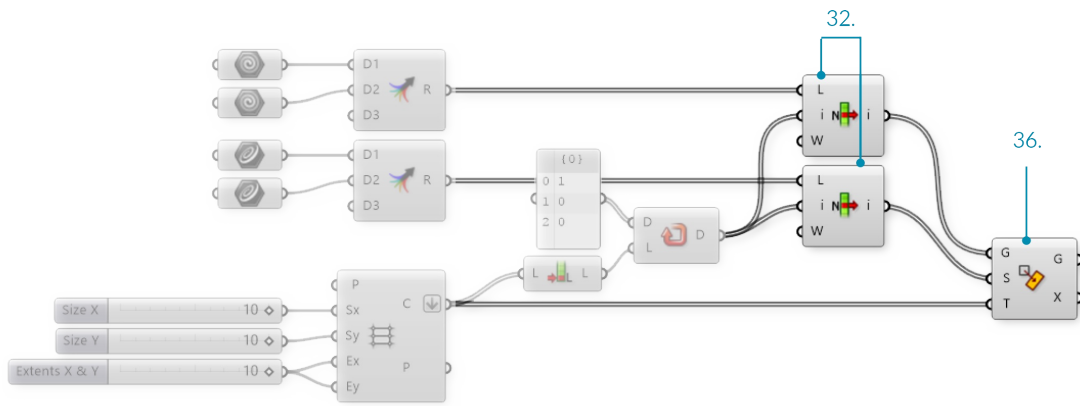 32.
36.
D1
D2 R
D3
D1
D2 R
D3
L
i N i
W
L
i N i
W
{0}
0 1
1 0
2 0
D
D
L
L L L
G G
S
X
T
P
C
Sx
Sy
Ex
P
Ey
Size X 10
Size Y 10
Extents X & Y 10